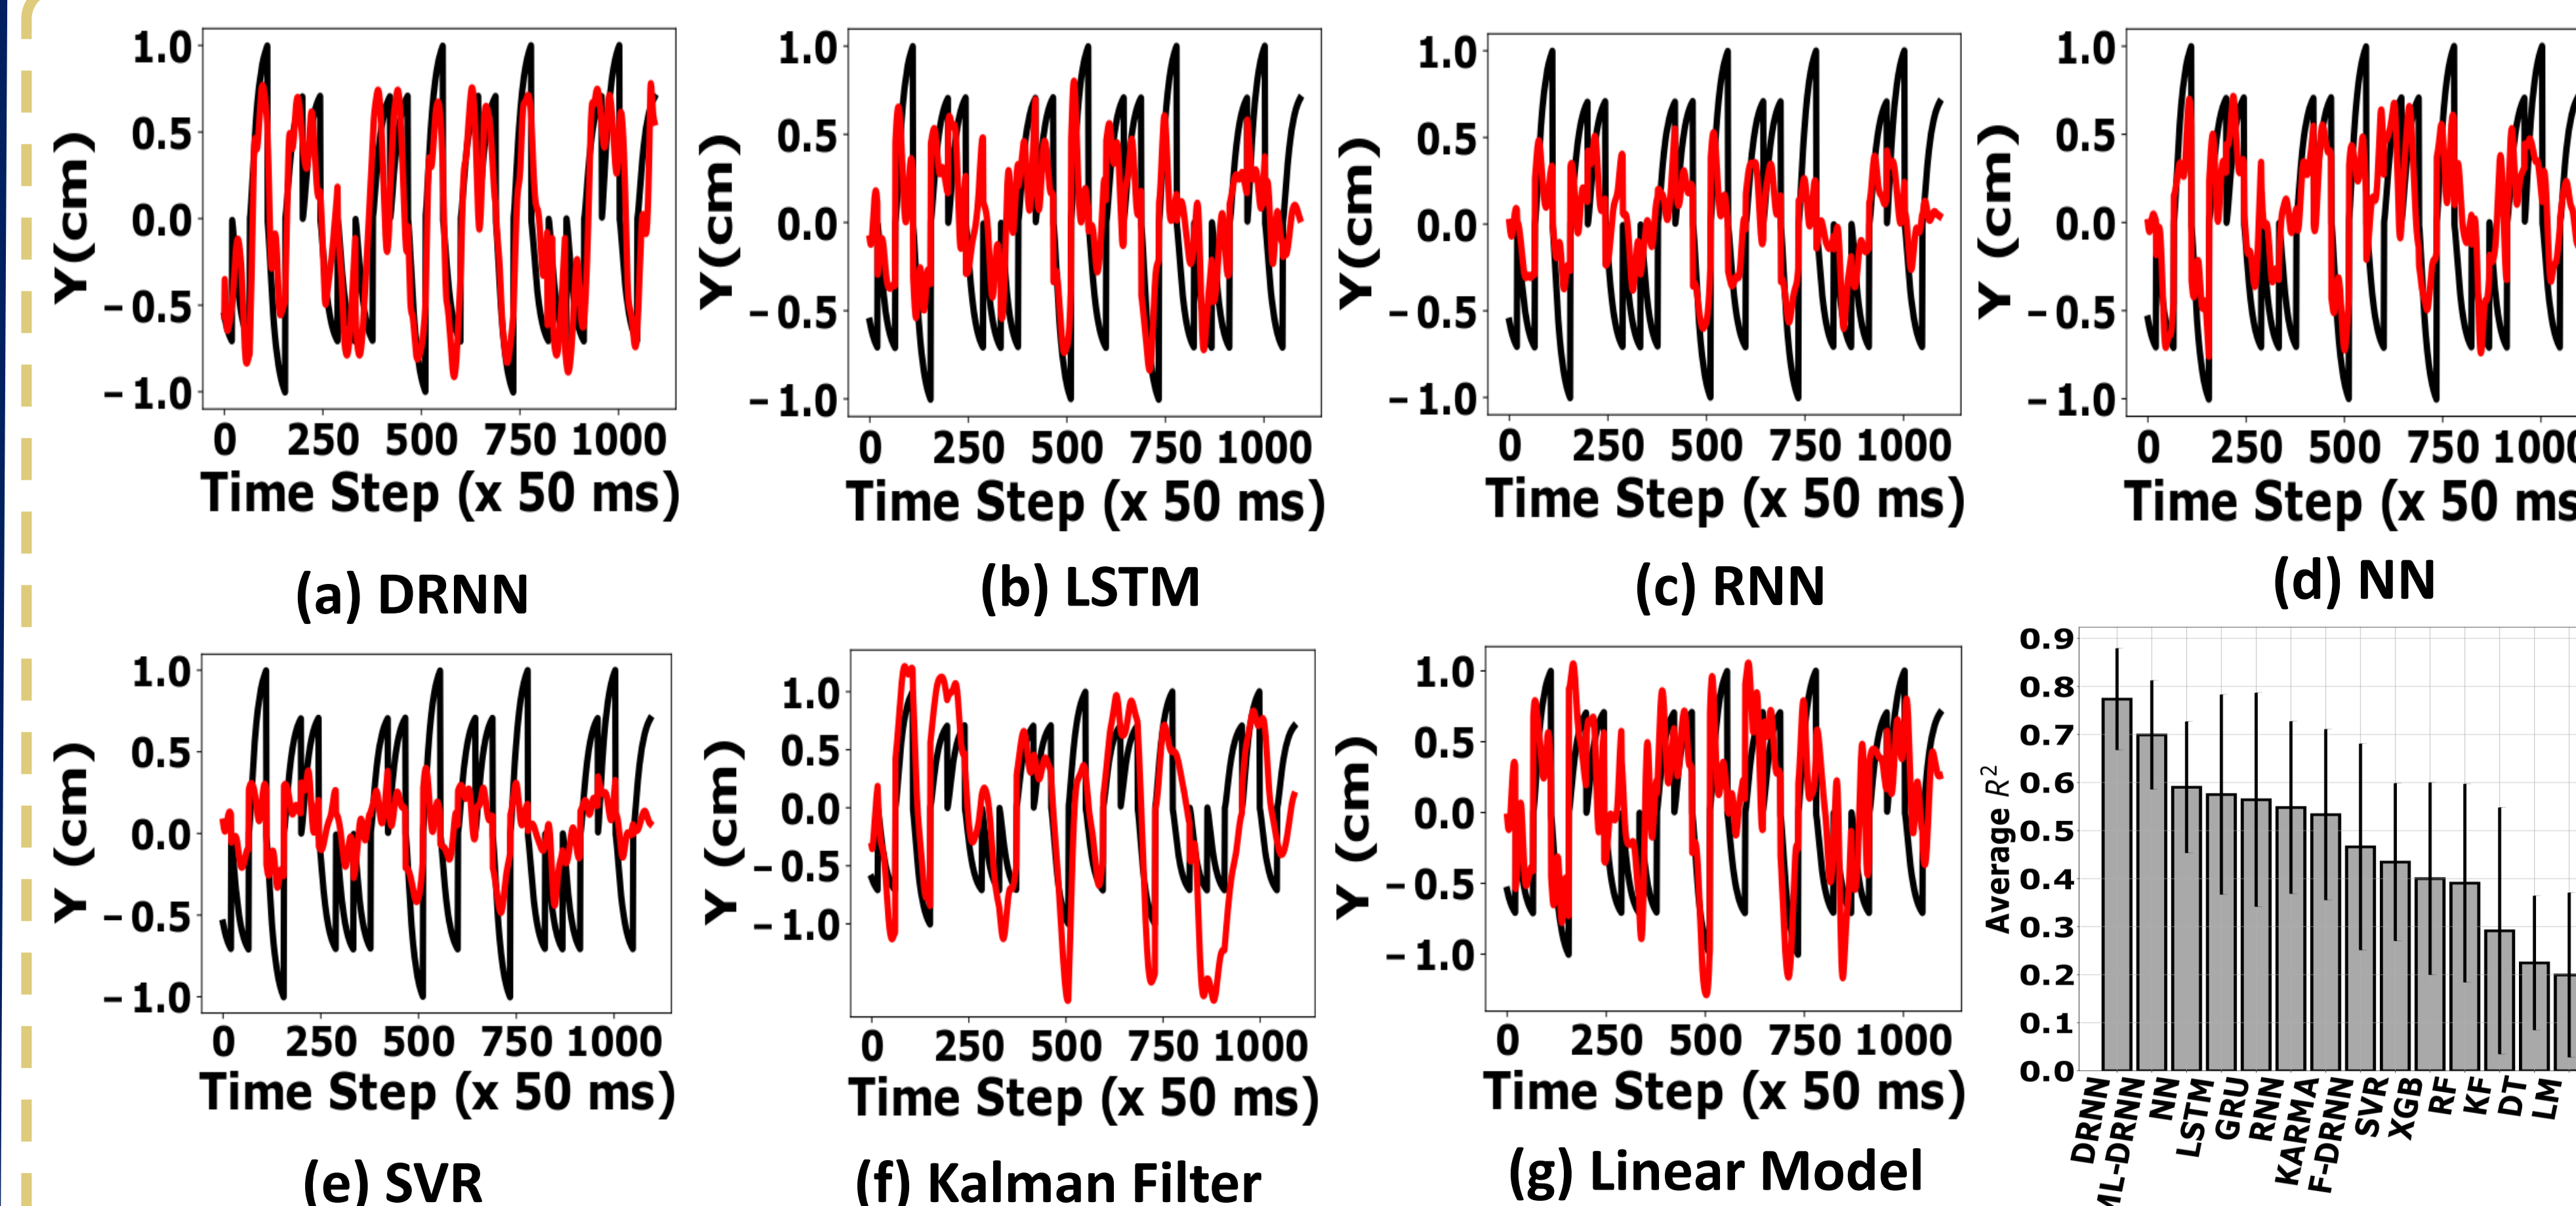 1.0
0.5
0.0
−0.5
−1.0
Y(cm)
0 250 500 750 1000
Time Step (x 50 ms)
(a) DRNN
1.0
0.5
0.0
−0.5
−1.0
Y(cm)
0 250 500 750 1000
Time Step (x 50 ms)
(b) LSTM
1.0
0.5
0.0
−0.5
−1.0
Y(cm)
0 250 500 750 1000
Time Step (x 50 ms)
(c) RNN
1.0
0.5
0.0
−0.5
−1.0
Y (cm)
0 250 500 750 100
Time Step (x 50 ms
(d) NN
1.0
0.5
0.0
−0.5
−1.0
Y (cm)
0 250 500 750 1000
Time Step (x 50 ms)
(e) SVR
1.0
0.5
0.0
−0.5
−1.0
Y (cm)
0 250 500 750 1000
Time Step (x 50 ms)
(f) Kalman Filter
1.0
0.5
0.0
−0.5
−1.0
Y (cm)
0 250 500 750 1000
Time Step (x 50 ms)
(g) Linear Model
0.9
0.8
0.7
0.6
0.5
0.4
0.3
0.2
0.1
0.0
Average R²
DRNN
ML-DRNN
NN
LSTM
GRU
RNN
KARMA
F-DRNN
SVR
XGB
RF
KF
DT
LM